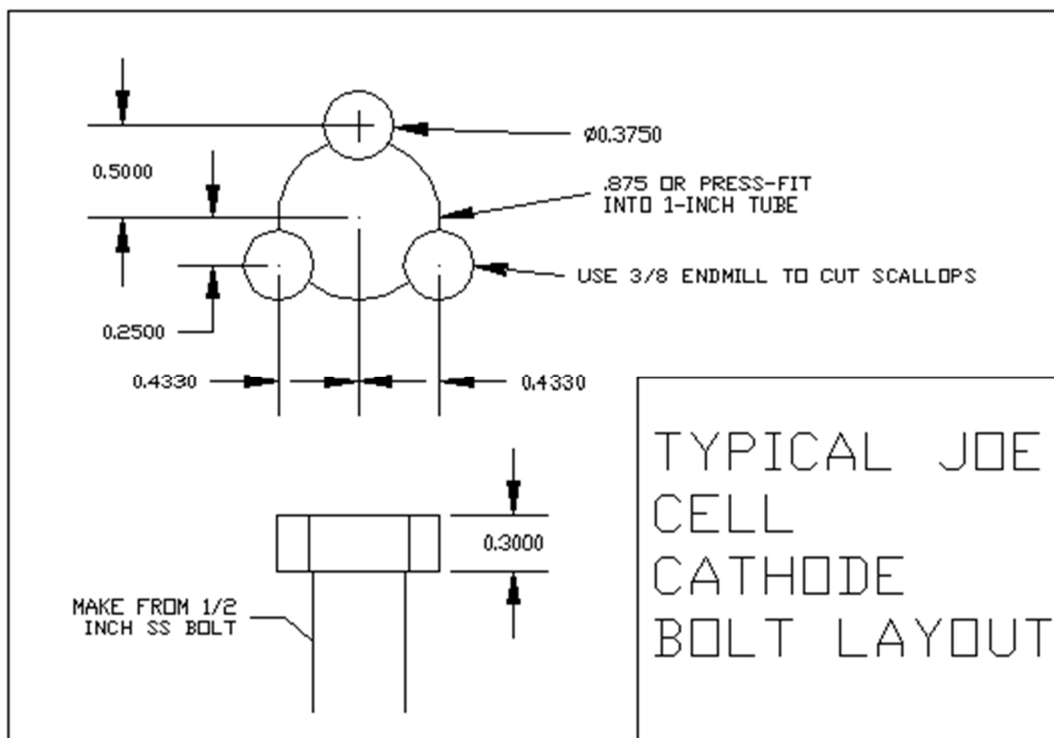 0.5000
Ø0.3750
.875 OR PRESS-FIT
INTO 1-INCH TUBE
USE 3/8 ENDMILL TO CUT SCALLOPS
0.2500
0.4330
0.4330
0.3000
MAKE FROM 1/2
INCH SS BOLT
TYPICAL JOE
CELL
CATHODE
BOLT LAYOUT